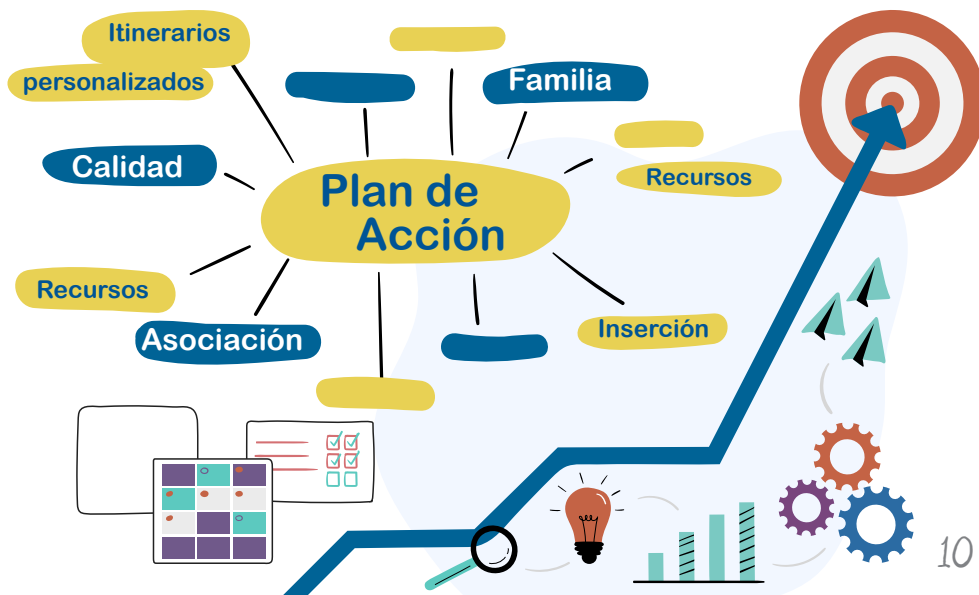 Itinerarios
personalizados
Familia
Calidad
Recursos
Plan de
Acción
Recursos
Asociación
Inserción
10